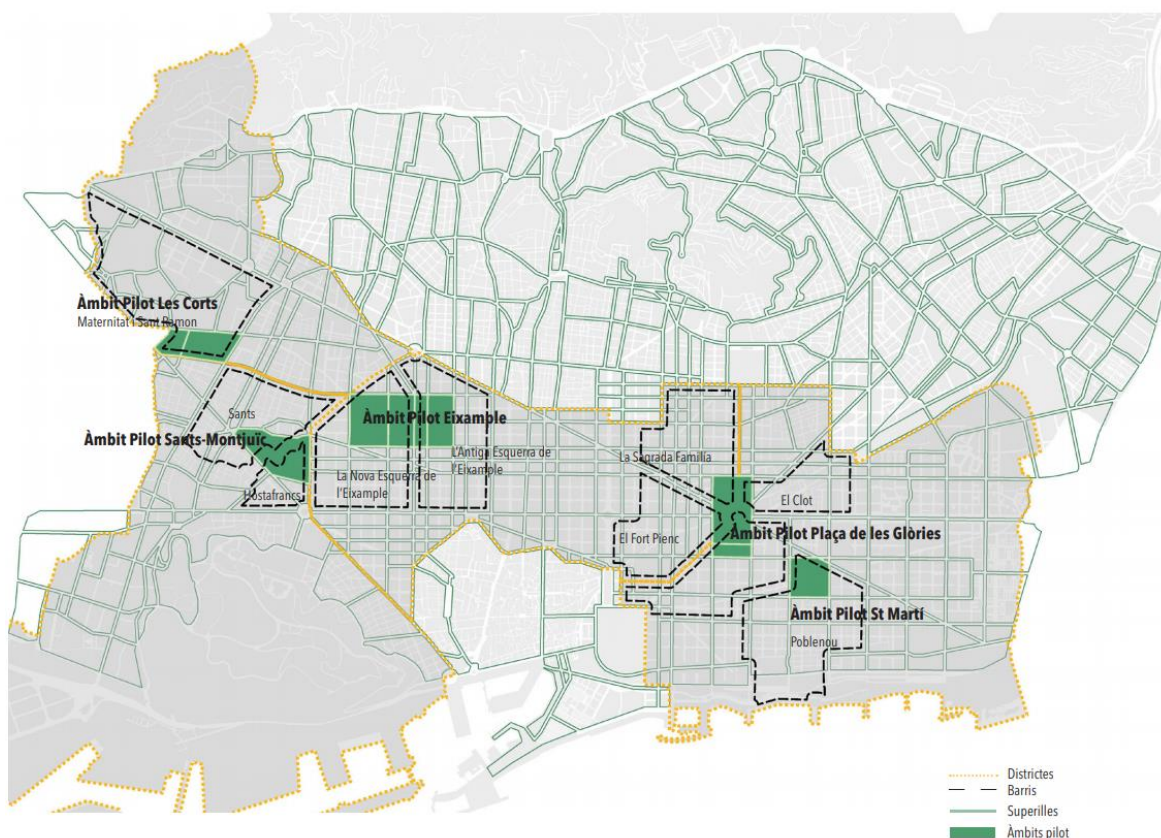 Àmbit Pilot Les Corts
Maternitat i Sant Ramon
Sants
Àmbit Pilot Sants-Montjuïc
Hostafrancs
Àmbit Pilot Eixample
La Nova Esquerra de
l'Eixample
L'Antiga Esquerra de
l'Eixample
La Sagrada Família
El Clot
El Fort Pienc
Àmbit Pilot Plaça de les Glòries
Àmbit Pilot St Martí
Poblenou
Districtes
Barris
Superilles
Àmbits pilot